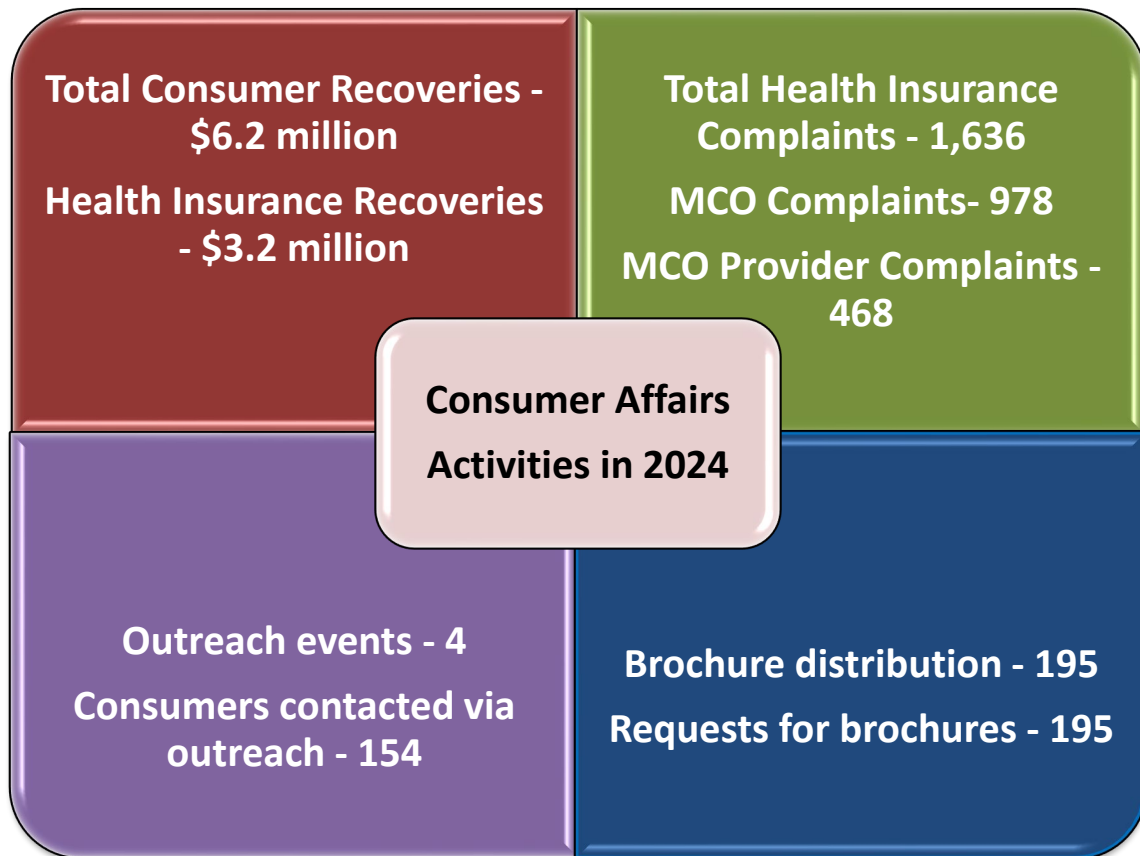 Total Consumer Recoveries -
$6.2 million
Health Insurance Recoveries
- $3.2 million
Total Health Insurance
Complaints - 1,636
MCO Complaints- 978
MCO Provider Complaints -
468
Consumer Affairs
Activities in 2024
Outreach events - 4
Consumers contacted via
outreach - 154
Brochure distribution - 195
Requests for brochures - 195